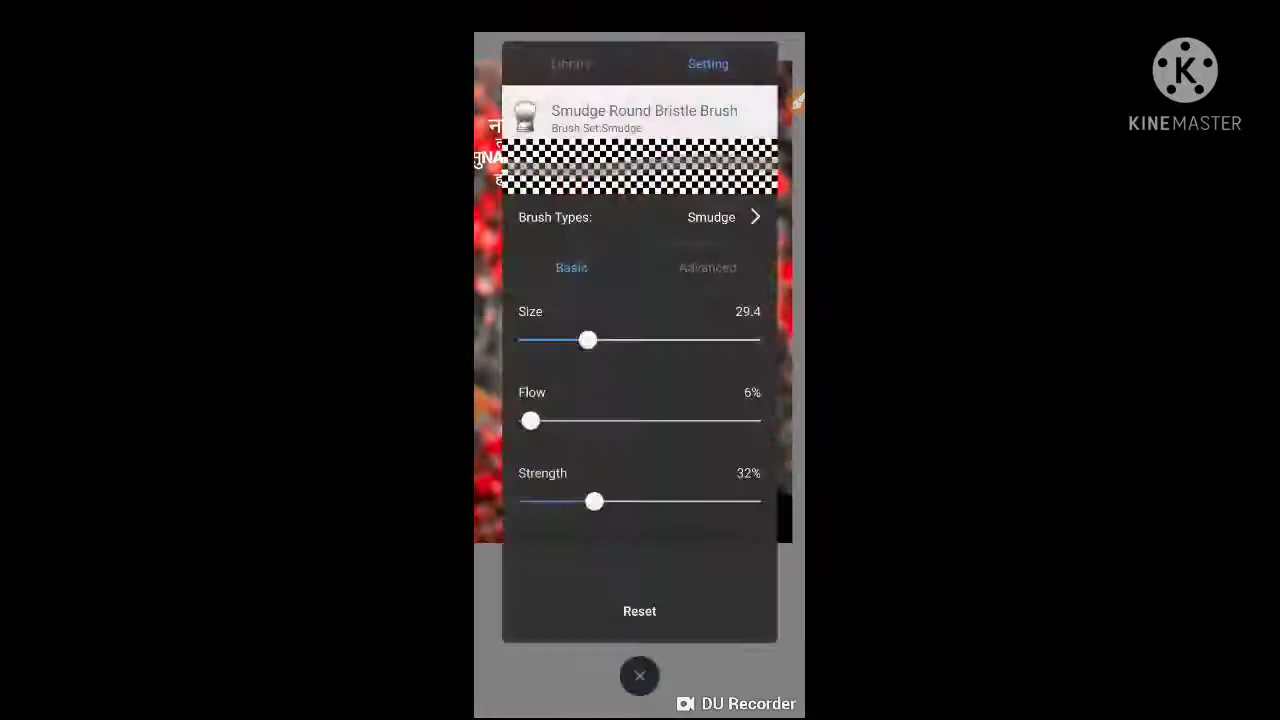 Library
Setting
Smudge Round Bristle Brush
Brush Set:Smudge
KINEMASTER
Brush Types:
Smudge
Basic
Advanced
Size
29.4
Flow
6%
Strength
32%
Reset
DU Recorder